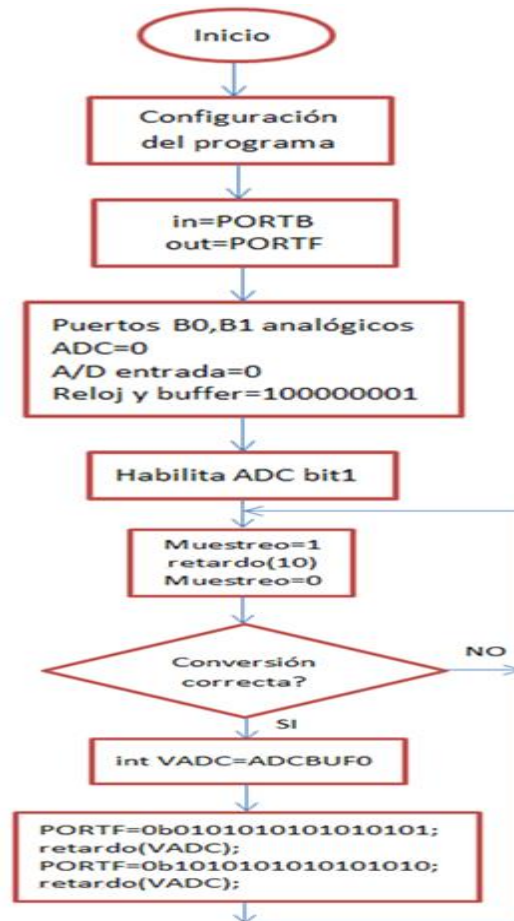 Inicio
Configuración
del programa
in=PORTB
out=PORTF
Puertos B0,B1 analógicos
ADC=0
A/D entrada=0
Reloj y buffer=100000001
Habilita ADC bit1
Muestreo=1
retardo(10)
Muestreo=0
Conversión
correcta?
NO
SI
int VADC=ADCBUF0
PORTF=0b0101010101010101;
retardo(VADC);
PORTF=0b1010101010101010;
retardo(VADC);